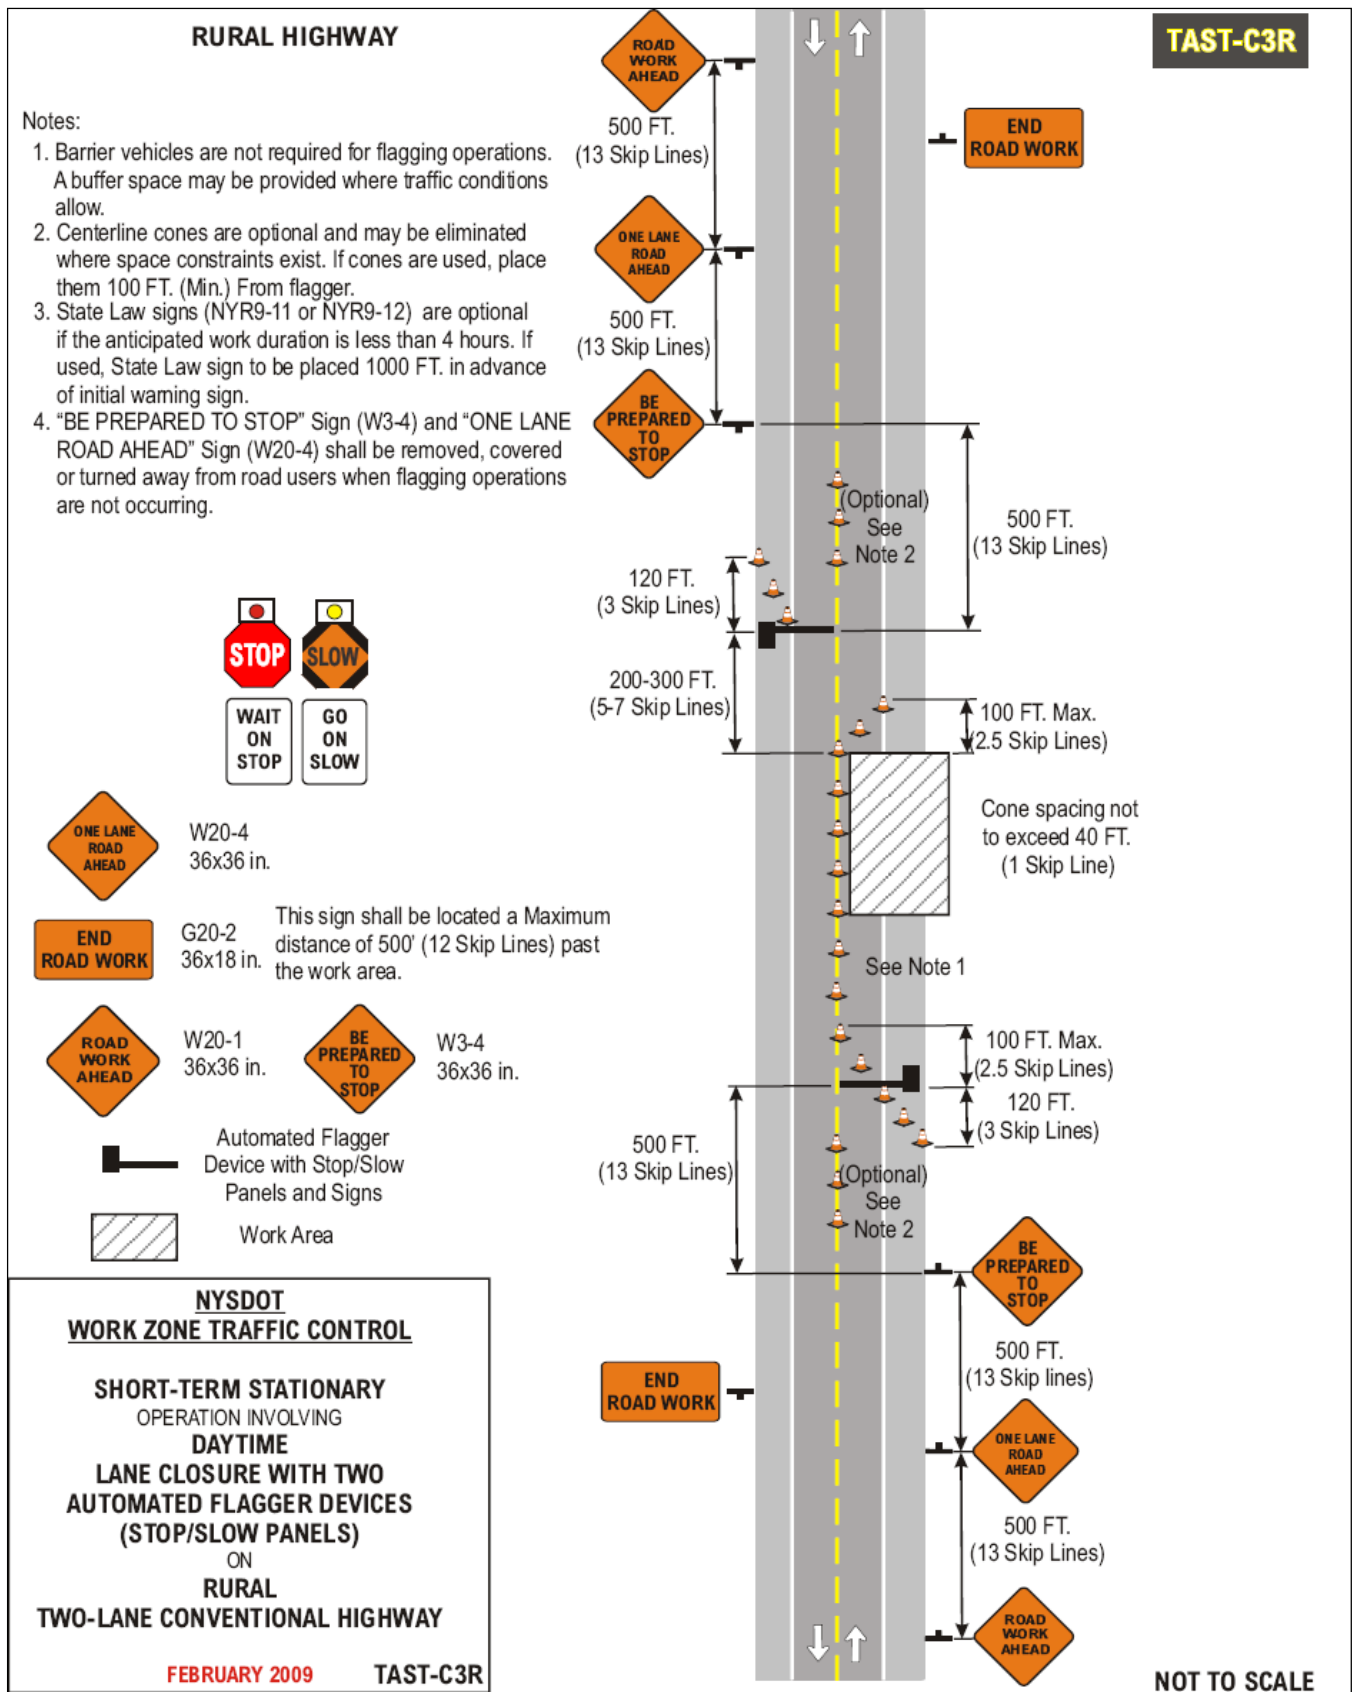 RURAL HIGHWAY
TAST-C3R
Notes:
1. Barrier vehicles are not required for flagging operations.
A buffer space may be provided where traffic conditions
allow.
2. Centerline cones are optional and may be eliminated
where space constraints exist. If cones are used, place
them 100 FT. (Min.) From flagger.
3. State Law signs (NYR9-11 or NYR9-12) are optional
if the anticipated work duration is less than 4 hours. If
used, State Law sign to be placed 1000 FT. in advance
of initial warning sign.
4. “BE PREPARED TO STOP” Sign (W3-4) and “ONE LANE
ROAD AHEAD” Sign (W20-4) shall be removed, covered
or turned away from road users when flagging operations
are not occurring.
ROAD
WORK
AHEAD
500 FT.
(13 Skip Lines)
END
ROAD WORK
ONE LANE
ROAD
AHEAD
500 FT.
(13 Skip Lines)
BE
PREPARED
TO
STOP
(Optional)
See
Note 2
500 FT.
(13 Skip Lines)
120 FT.
(3 Skip Lines)
200-300 FT.
(5-7 Skip Lines)
100 FT. Max.
(2.5 Skip Lines)
Cone spacing not
to exceed 40 FT.
(1 Skip Line)
See Note 1
100 FT. Max.
(2.5 Skip Lines)
120 FT.
(3 Skip Lines)
500 FT.
(13 Skip Lines)
(Optional)
See
Note 2
BE
PREPARED
TO
STOP
500 FT.
(13 Skip lines)
END
ROAD WORK
ONE LANE
ROAD
AHEAD
500 FT.
(13 Skip Lines)
ROAD
WORK
AHEAD
STOP
SLOW
WAIT
ON
STOP
GO
ON
SLOW
ONE LANE
ROAD
AHEAD
W20-4
36x36 in.
END
ROAD WORK
G20-2
36x18 in.
This sign shall be located a Maximum
distance of 500' (12 Skip Lines) past
the work area.
ROAD
WORK
AHEAD
W20-1
36x36 in.
BE
PREPARED
TO
STOP
W3-4
36x36 in.
Automated Flagger
Device with Stop/Slow
Panels and Signs
Work Area
NYSDOT
WORK ZONE TRAFFIC CONTROL
SHORT-TERM STATIONARY
OPERATION INVOLVING
DAYTIME
LANE CLOSURE WITH TWO
AUTOMATED FLAGGER DEVICES
(STOP/SLOW PANELS)
ON
RURAL
TWO-LANE CONVENTIONAL HIGHWAY
FEBRUARY 2009 TAST-C3R
NOT TO SCALE